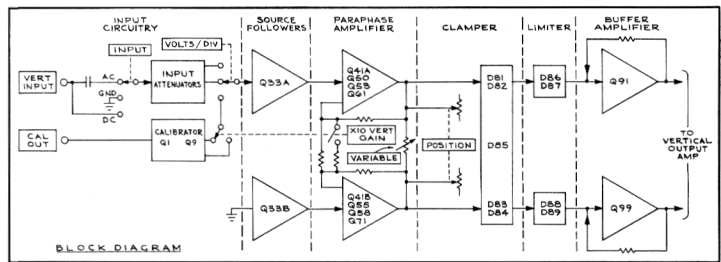 INPUT
CIRCUITRY
SOURCE
FOLLOWERS
PARAPHASE
AMPLIFIER
CLAMPER
LIMITER
BUFFER
AMPLIFIER
INPUT
VOLTS/DIV
VERT
INPUT
AC
GND
DC
INPUT
ATTENUATORS
Q33A
Q41A
Q50
Q53
Q61
D81
D82
D86
D87
Q91
CAL
OUT
CALIBRATOR
Q1 Q9
X10 VERT
GAIN
VARIABLE
POSITION
D85
TO
VERTICAL
OUTPUT
AMP
Q33B
Q41B
Q55
Q58
Q71
D83
D84
D88
D89
Q99
BLOCK DIAGRAM